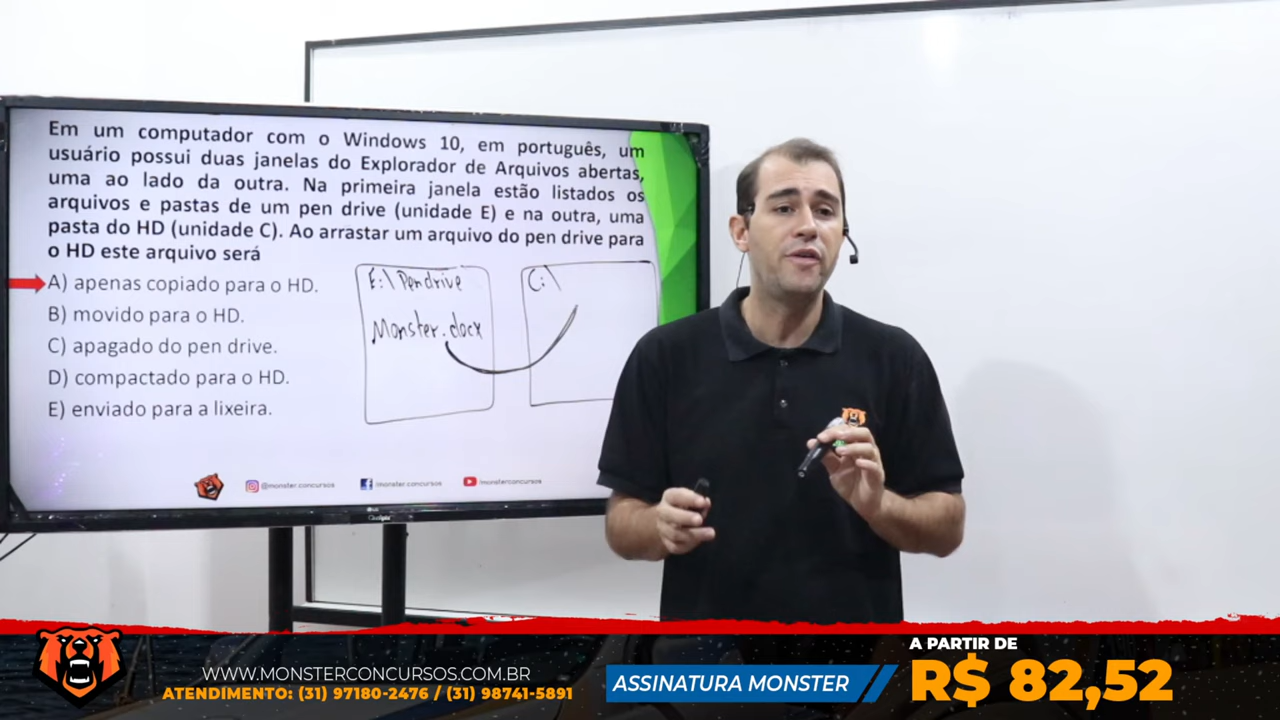 Em um computador com o Windows 10, em português, um
usuário possui duas janelas do Explorador de Arquivos abertas,
uma ao lado da outra. Na primeira janela estão listados os
arquivos e pastas de um pen drive (unidade E) e na outra, uma
pasta do HD (unidade C). Ao arrastar um arquivo do pen drive para
o HD este arquivo será
A) apenas copiado para o HD.
B) movido para o HD.
C) apagado do pen drive.
D) compactado para o HD.
E) enviado para a lixeira.
E:\ Pen drive
Monster.docx
C:\
@monster.concursos
/monster.concursos
/monsterconcursos
LG
WWW.MONSTERCONCURSOS.COM.BR
ATENDIMENTO: (31) 97180-2476 / (31) 98741-5891
ASSINATURA MONSTER
A PARTIR DE
R$ 82,52